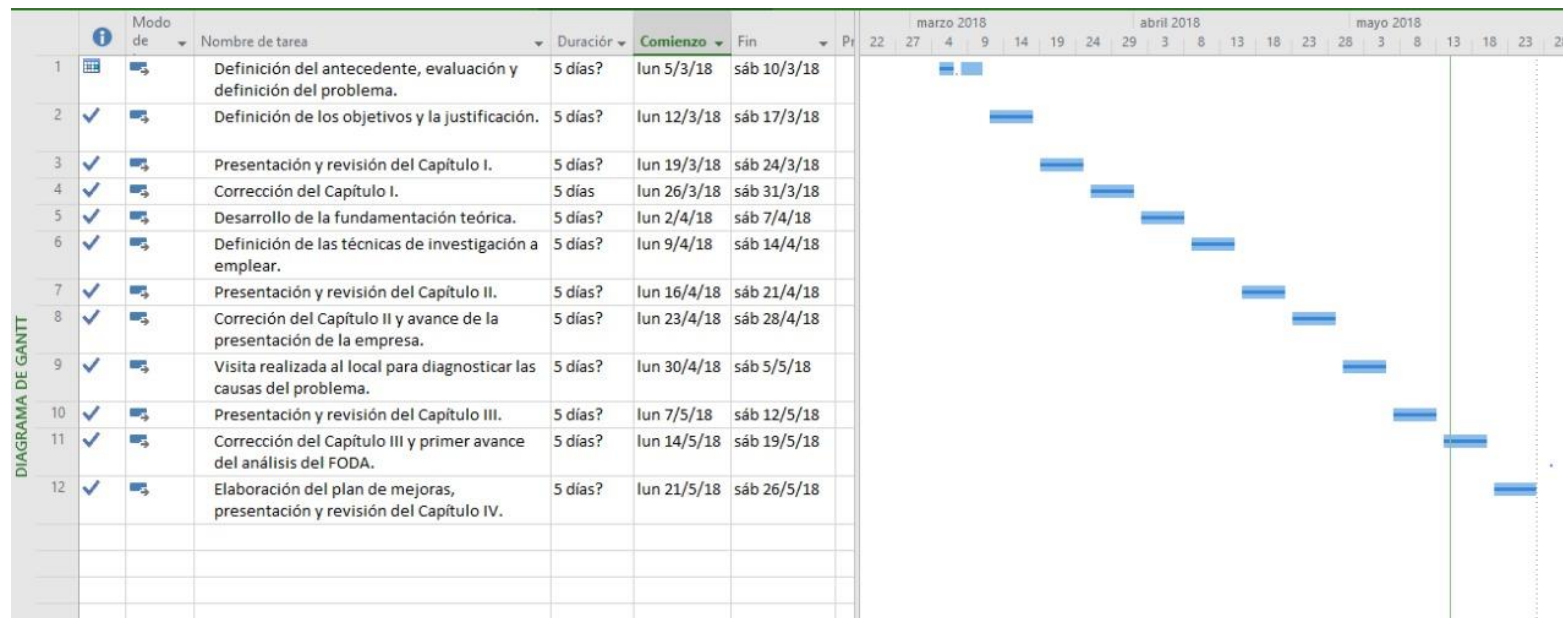 Modo
de
Nombre de tarea Duraciór Comienzo Fin Pr
marzo 2018 abril 2018 mayo 2018
22 27 4 9 14 19 24 29 3 8 13 18 23 28 3 8 13 18 23
1 Definición del antecedente, evaluación y 5 días? lun 5/3/18 sáb 10/3/18
definición del problema.
2 Definición de los objetivos y la justificación. 5 días? lun 12/3/18 sáb 17/3/18
3 Presentación y revisión del Capítulo I. 5 días? lun 19/3/18 sáb 24/3/18
4 Corrección del Capítulo I. 5 días lun 26/3/18 sáb 31/3/18
5 Desarrollo de la fundamentación teórica. 5 días? lun 2/4/18 sáb 7/4/18
6 Definición de las técnicas de investigación a 5 días? lun 9/4/18 sáb 14/4/18
emplear.
7 Presentación y revisión del Capítulo II. 5 días? lun 16/4/18 sáb 21/4/18
8 Correción del Capítulo II y avance de la 5 días? lun 23/4/18 sáb 28/4/18
presentación de la empresa.
9 Visita realizada al local para diagnosticar las 5 días? lun 30/4/18 sáb 5/5/18
causas del problema.
10 Presentación y revisión del Capítulo III. 5 días? lun 7/5/18 sáb 12/5/18
11 Corrección del Capítulo III y primer avance 5 días? lun 14/5/18 sáb 19/5/18
del análisis del FODA.
12 Elaboración del plan de mejoras, 5 días? lun 21/5/18 sáb 26/5/18
presentación y revisión del Capítulo IV.
DIAGRAMA DE GANTT